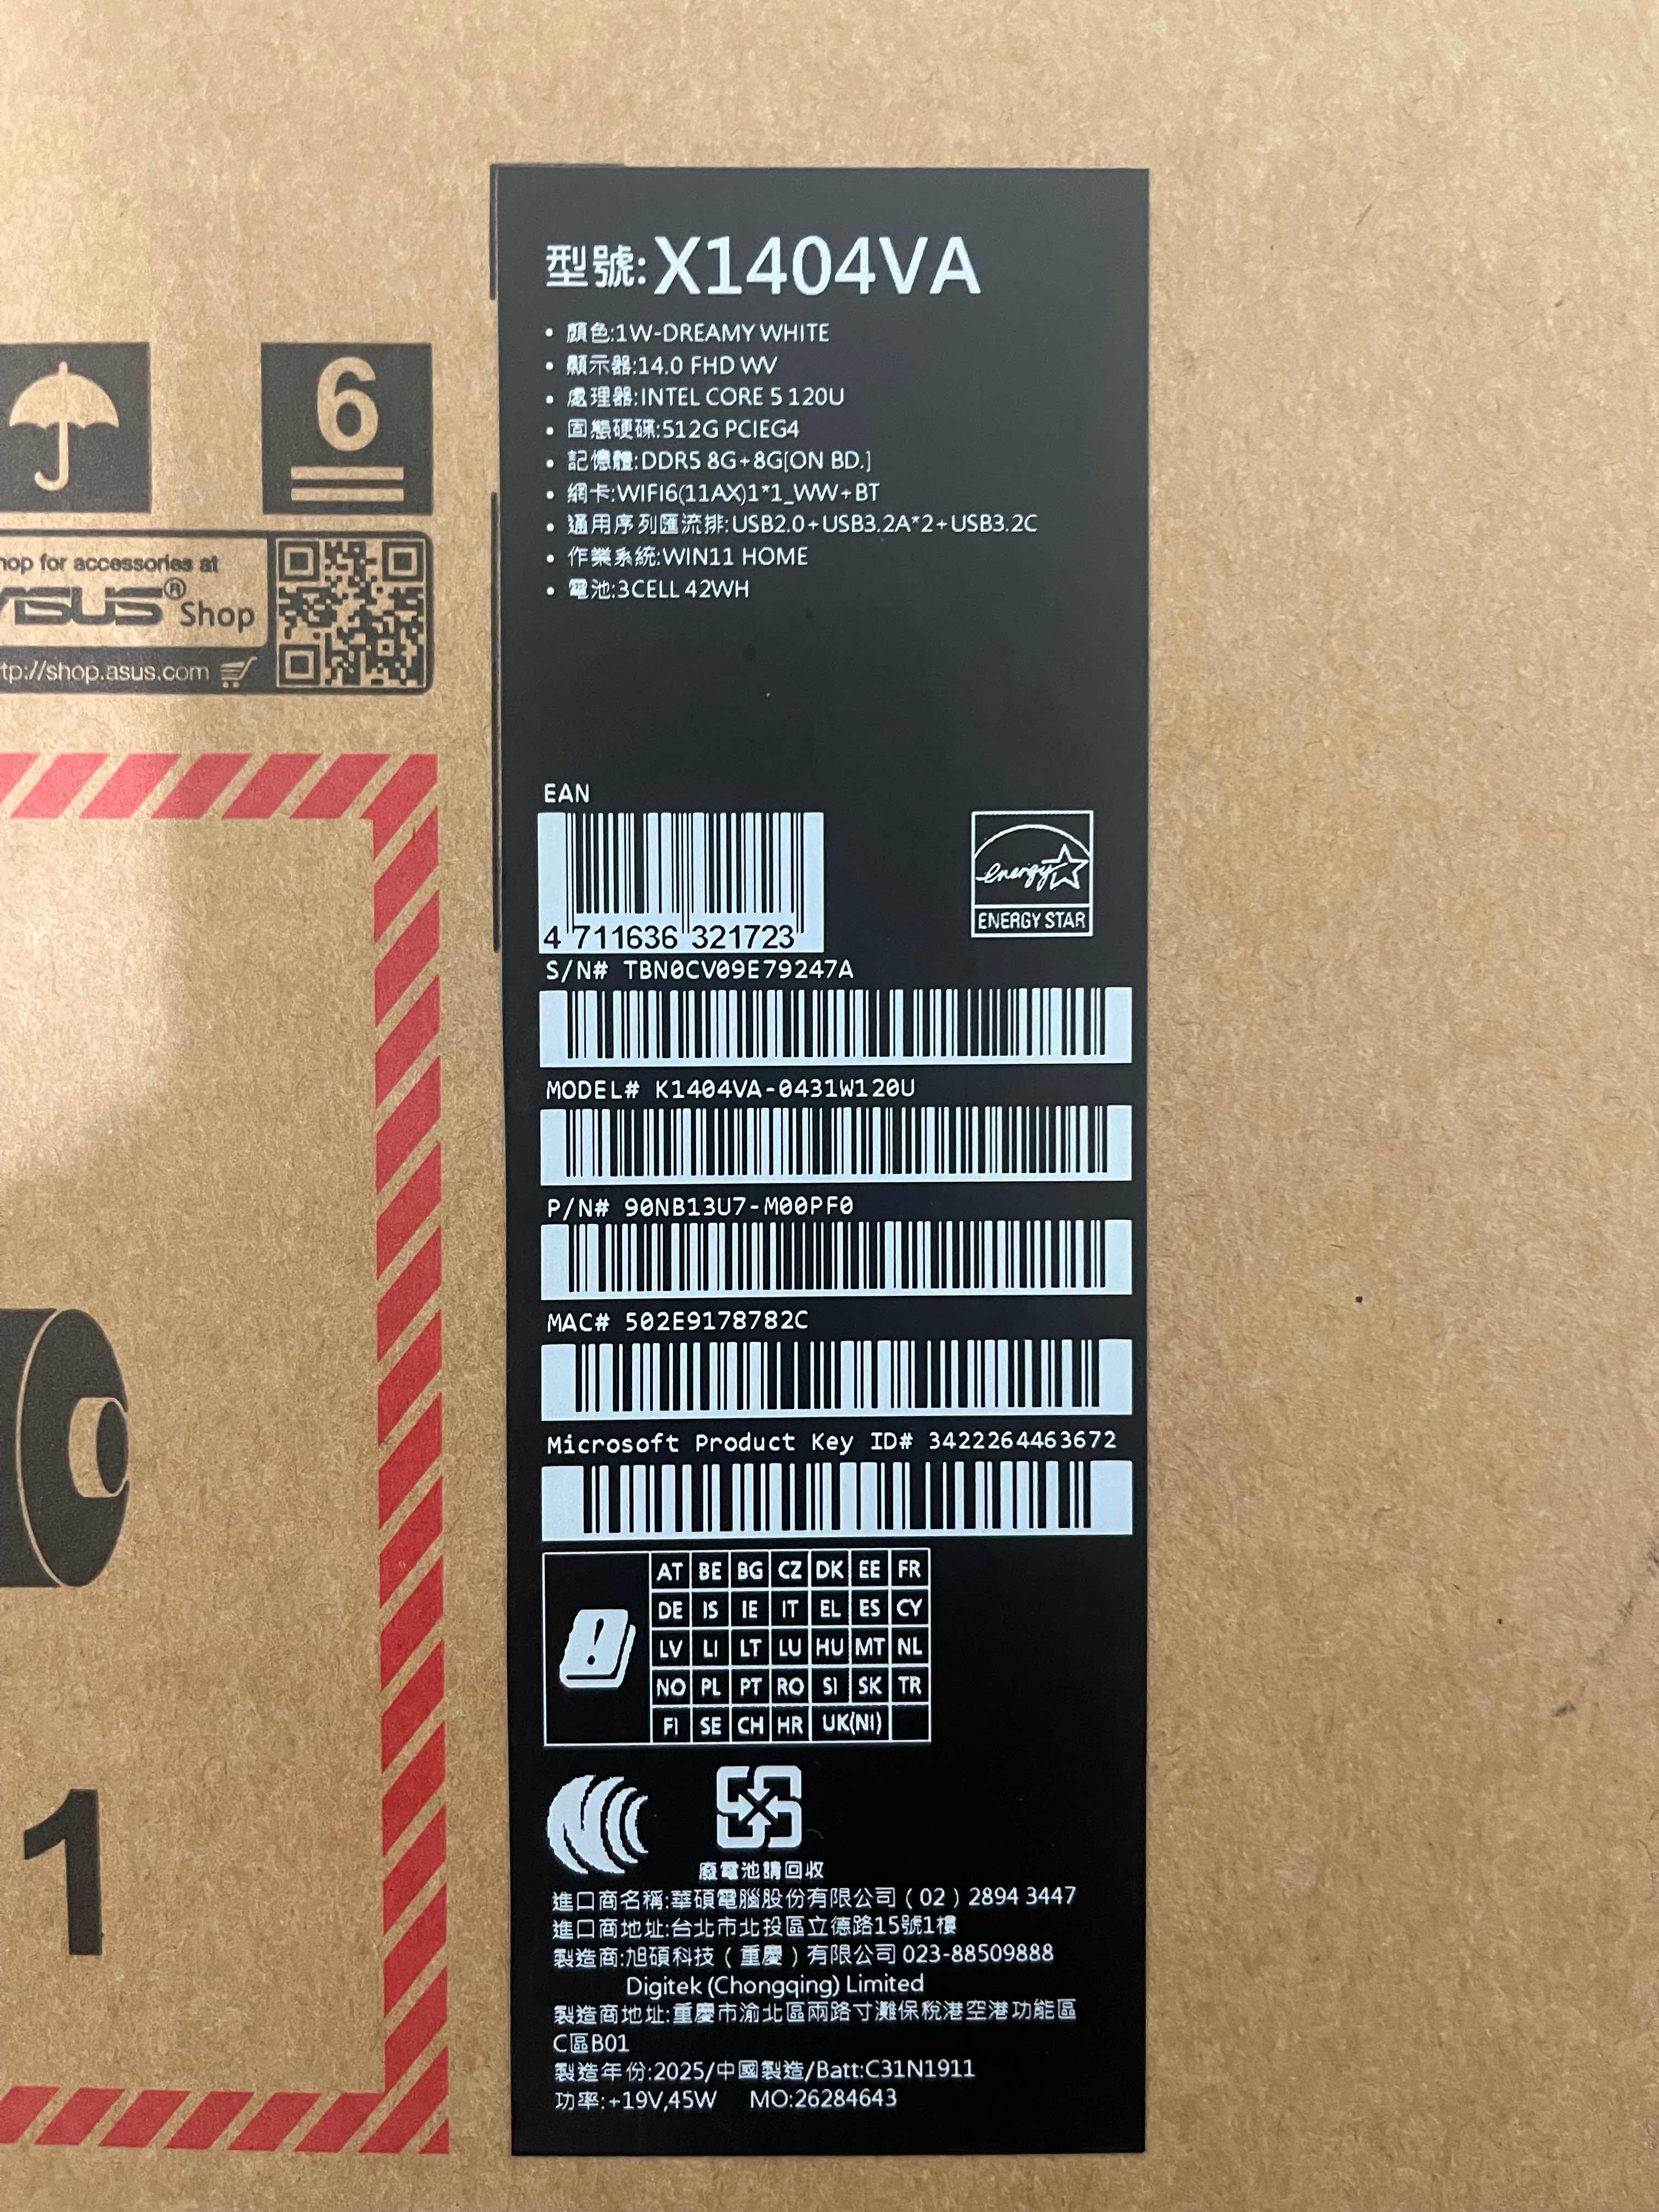 型號:X1404VA
• 顏色:1W-DREAMY WHITE
• 顯示器:14.0 FHD WV
• 處理器:INTEL CORE 5 120U
• 固態硬碟:512G PCIEG4
• 記憶體:DDR5 8G+8G[ON BD.]
• 網卡:WIFI6(11AX)1*1_WW+BT
• 通用序列匯流排:USB2.0+USB3.2A*2+USB3.2C
• 作業系統:WIN11 HOME
• 電池:3CELL 42WH
6
for accessories at
ASUS® Shop
tp://shop.asus.com
EAN
4 711636 321723
ENERGY STAR
S/N# TBN0CV09E79247A
MODEL# K1404VA-0431W120U
P/N# 90NB13U7-M00PF0
MAC# 502E9178782C
Microsoft Product Key ID# 3422264463672
AT BE BG CZ DK EE FR
DE IS IE IT EL ES CY
LV LI LT LU HU MT NL
NO PL PT RO SI SK TR
FI SE CH HR UK(NI)
1
廢電池請回收
進口商名稱:華碩電腦股份有限公司(02)2894 3447
進口商地址:台北市北投區立德路15號1樓
製造商:旭碩科技(重慶)有限公司 023-88509888
Digitek (Chongqing) Limited
製造商地址:重慶市渝北區兩路寸灘保稅港空港功能區
C區B01
製造年份:2025/中國製造/Batt:C31N1911
功率:+19V,45W MO:26284643